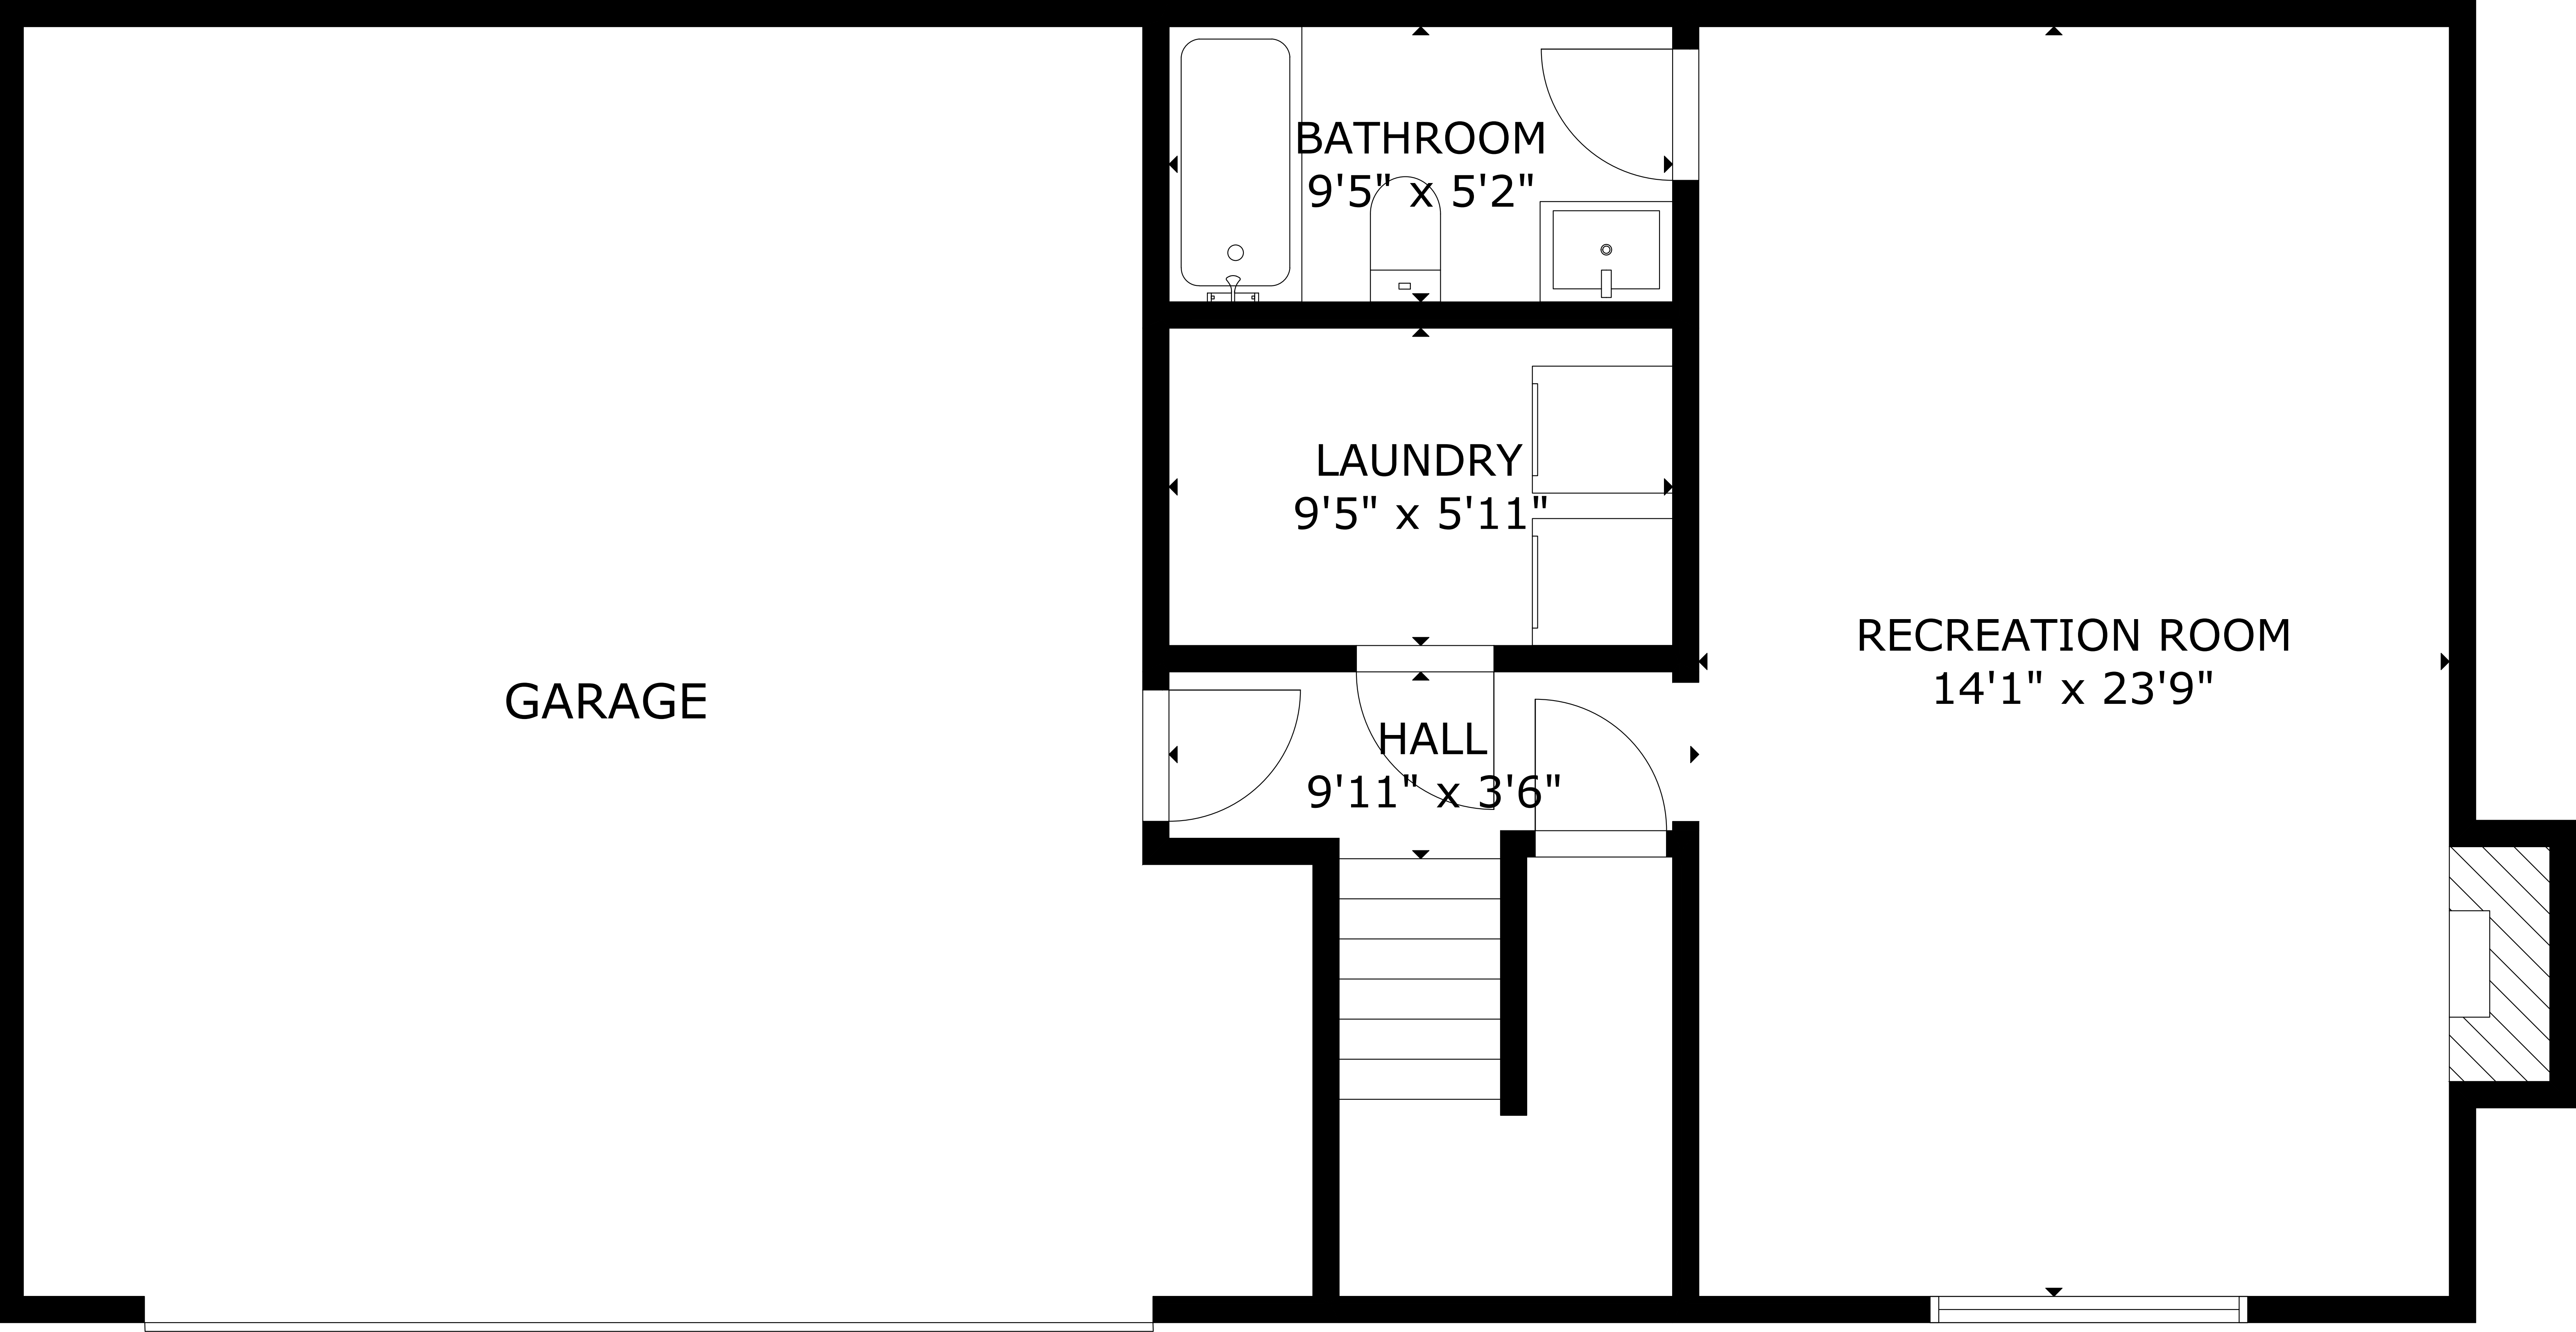 BATHROOM
9'5" x 5'2"
LAUNDRY
9'5" x 5'11"
RECREATION ROOM
14'1" x 23'9"
GARAGE
HALL
9'11" x 3'6"